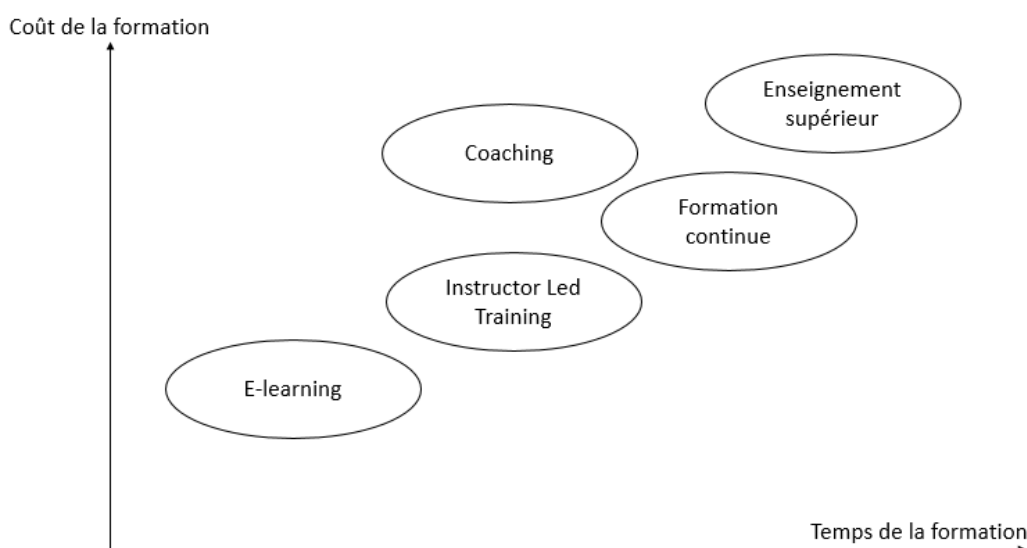 Coût de la formation
Enseignement
supérieur
Coaching
Formation
continue
Instructor Led
Training
E-learning
Temps de la formation